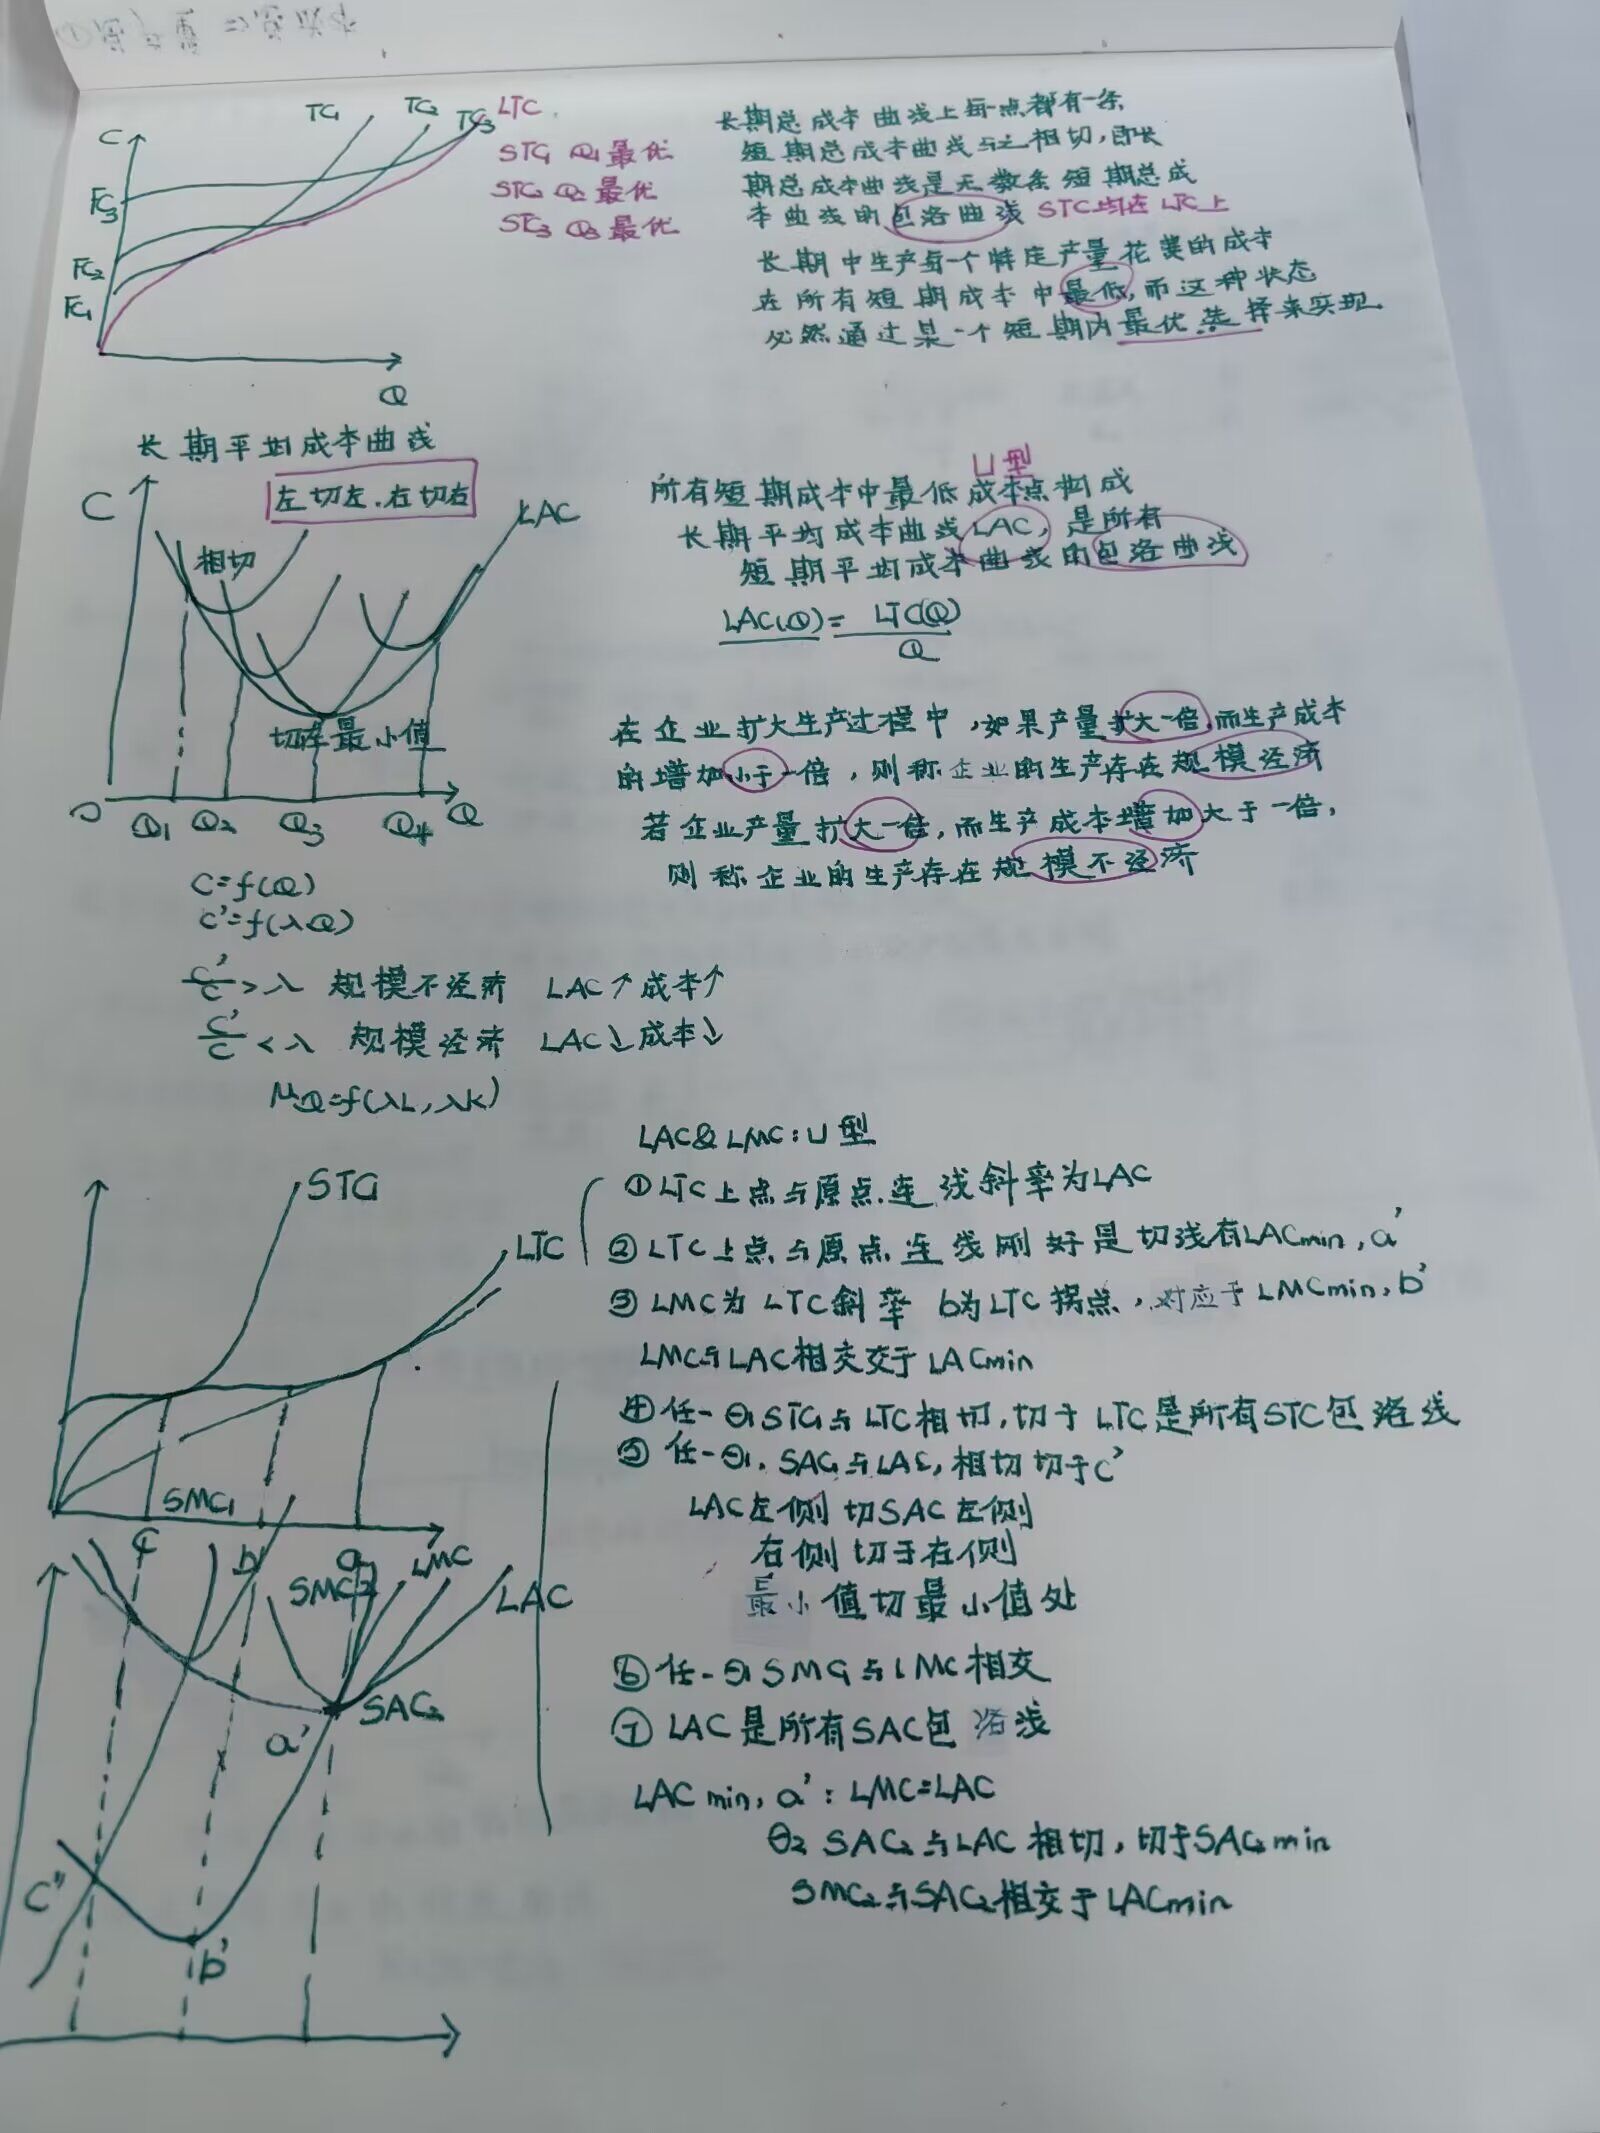 C
TC1
TC2
TC3
LTC
STC1 Q1最优
STC2 Q2最优
STC3 Q3最优
FC3
FC2
FC1
Q
长期总成本曲线上每一点都有一条
短期总成本曲线与之相切,即长
期总成本曲线是无数条短期总成
本曲线的包络曲线 STC均在LTC上
长期中生产每个特定产量花费的成本
在所有短期成本中最低,而这种状态
必然通过某一个短期内最优选择来实现
长期平均成本曲线
左切左.右切右
C
LAC
相切
切在最小值
O Q1 Q2 Q3 Q4 Q
U型
所有短期成本中最低成本点构成
长期平均成本曲线LAC,是所有
短期平均成本曲线的包络曲线
LAC(Q)= LTC(Q)
Q
在企业扩大生产过程中,如果产量扩大一倍,而生产成本
的增加小于一倍,则称企业的生产存在规模经济
若企业产量扩大一倍,而生产成本增加大于一倍,
则称企业的生产存在规模不经济
C=f(Q)
C'=f(λQ)
C'/C>λ 规模不经济 LAC↑成本↑
C'/C<λ 规模经济 LAC↓成本↓
μQ=f(λL,λK)
LAC&LMC:U型
①LTC上点与原点.连线斜率为LAC
②LTC上点与原点连线刚好是切线有LACmin,a'
③LMC为LTC斜率 b为LTC拐点,对应于LMCmin,b'
LMC与LAC相交交于LACmin
④任一Q1STC1与LTC相切,切于LTC是所有STC包络线
⑤任一Q1,SAC1与LAC,相切切于C'
LAC左侧切SAC左侧
右侧切于右侧
最小值切最小值处
⑥任一Q1SMC1与LMC相交
⑦LAC是所有SAC包络线
LACmin,a':LMC=LAC
Q2 SAC2与LAC相切,切于SAC2min
SMC2与SAC2相交于LACmin
STC1
LTC
SMC1
c
b
a
SMC2
LMC
LAC
SAC2
a'
C"
b'